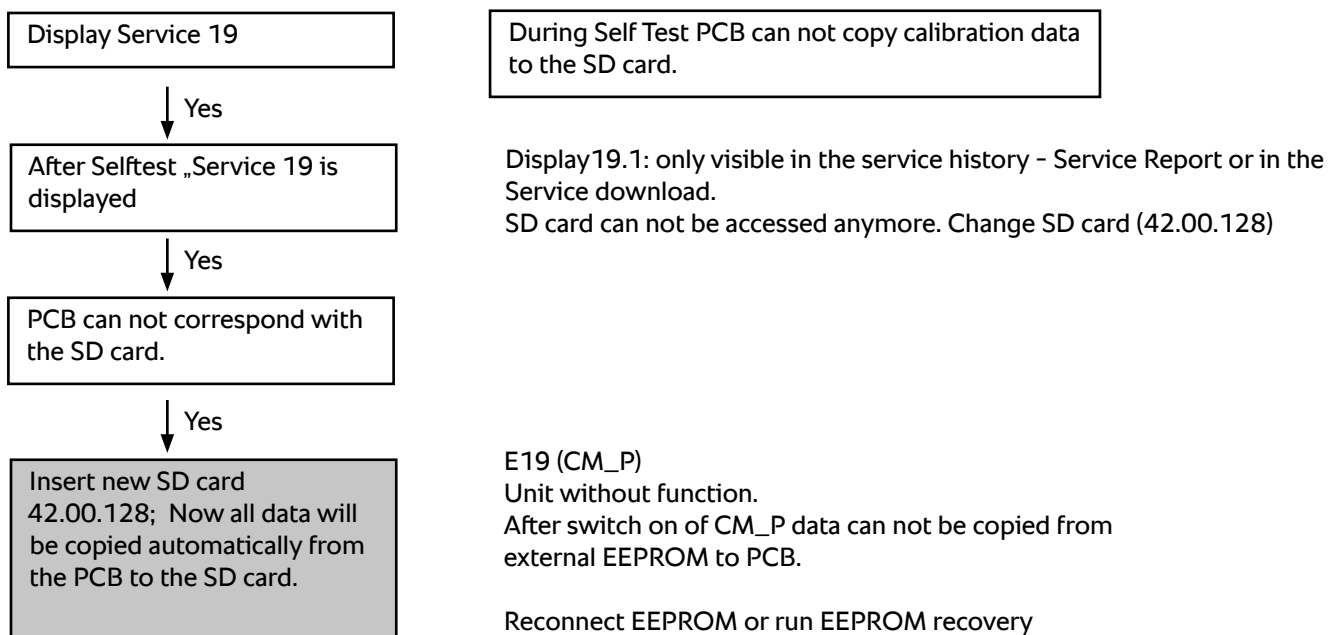 Display Service 19
During Self Test PCB can not copy calibration data
to the SD card.
Yes
After Selftest „Service 19 is
displayed
Display19.1: only visible in the service history - Service Report or in the
Service download.
SD card can not be accessed anymore. Change SD card (42.00.128)
Yes
PCB can not correspond with
the SD card.
Yes
Insert new SD card
42.00.128;  Now all data will
be copied automatically from
the PCB to the SD card.
E19 (CM_P)
Unit without function.
After switch on of CM_P data can not be copied from
external EEPROM to PCB.
Reconnect EEPROM or run EEPROM recovery